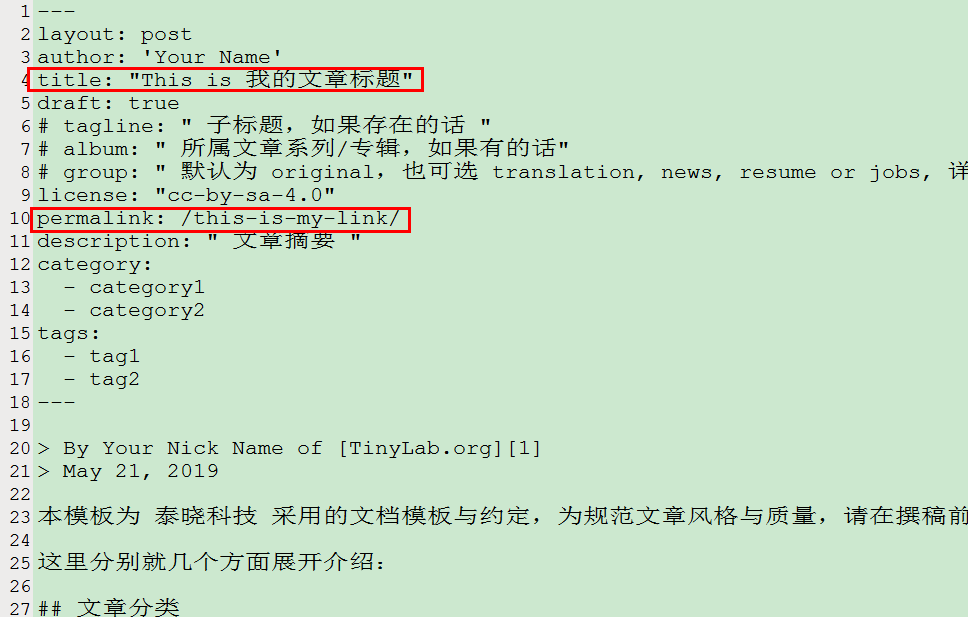 1 ---
2 layout: post
3 author: 'Your Name'
4 title: "This is 我的文章标题"
5 draft: true
6 # tagline: " 子标题，如果存在的话 "
7 # album: " 所属文章系列/专辑，如果有的话"
8 # group: " 默认为 original，也可选 translation, news, resume or jobs, 详
9 license: "cc-by-sa-4.0"
10 permalink: /this-is-my-link/
11 description: " 文章摘要 "
12 category:
13   - category1
14   - category2
15 tags:
16   - tag1
17   - tag2
18 ---
19
20 > By Your Nick Name of [TinyLab.org][1]
21 > May 21, 2019
22
23 本模板为 泰晓科技 采用的文档模板与约定，为规范文章风格与质量，请在撰稿前
24
25 这里分别就几个方面展开介绍：
26
27 ## 文章分类